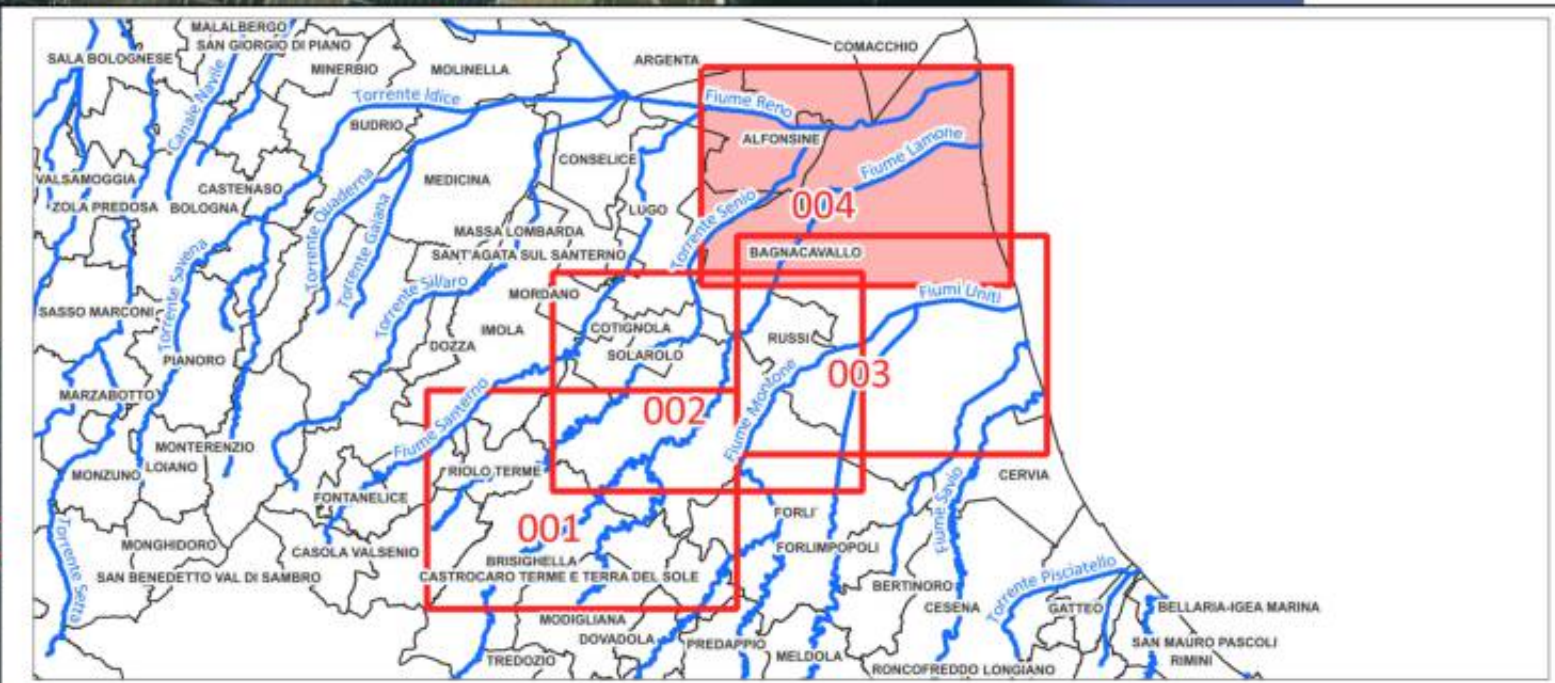 MALALBERGO
SAN GIORGIO DI PIANO
SALA BOLOGNESE
MINERBIO
MOLINELLA
ARGENTA
COMACCHIO
Canale Navile
Torrente Idice
Fiume Reno
BUDRIO
ALFONSINE
Fiume Lamone
CONSELICE
VALSAMOGGIA
CASTENASO
MEDICINA
ZOLA PREDOSA
BOLOGNA
Torrente Quaderna
Torrente Gaiana
LUGO
004
Torrente Senio
MASSA LOMBARDA
SANT'AGATA SUL SANTERNO
BAGNACAVALLO
Torrente Savena
Torrente Sillaro
MORDANO
Fiumi Uniti
SASSO MARCONI
IMOLA
COTIGNOLA
RUSSI
DOZZA
SOLAROLO
PIANORO
003
MARZABOTTO
002
Fiume Santerno
Fiume Montone
MONTERENZIO
LOIANO
MONZUNO
RIOLO TERME
CERVIA
FONTANELICE
Fiume Savio
FORLI'
001
MONGHIDORO
CASOLA VALSENIO
FORLIMPOPOLI
BRISIGHELLA
SAN BENEDETTO VAL DI SAMBRO
CASTROCARO TERME E TERRA DEL SOLE
BERTINORO
Torrente Pisciatello
Torrente Setta
CESENA
GATTEO
BELLARIA-IGEA MARINA
MODIGLIANA
DOVADOLA
PREDAPPIO
SAN MAURO PASCOLI
TREDOZIO
MELDOLA
RIMINI
RONCOFREDDO
LONGIANO